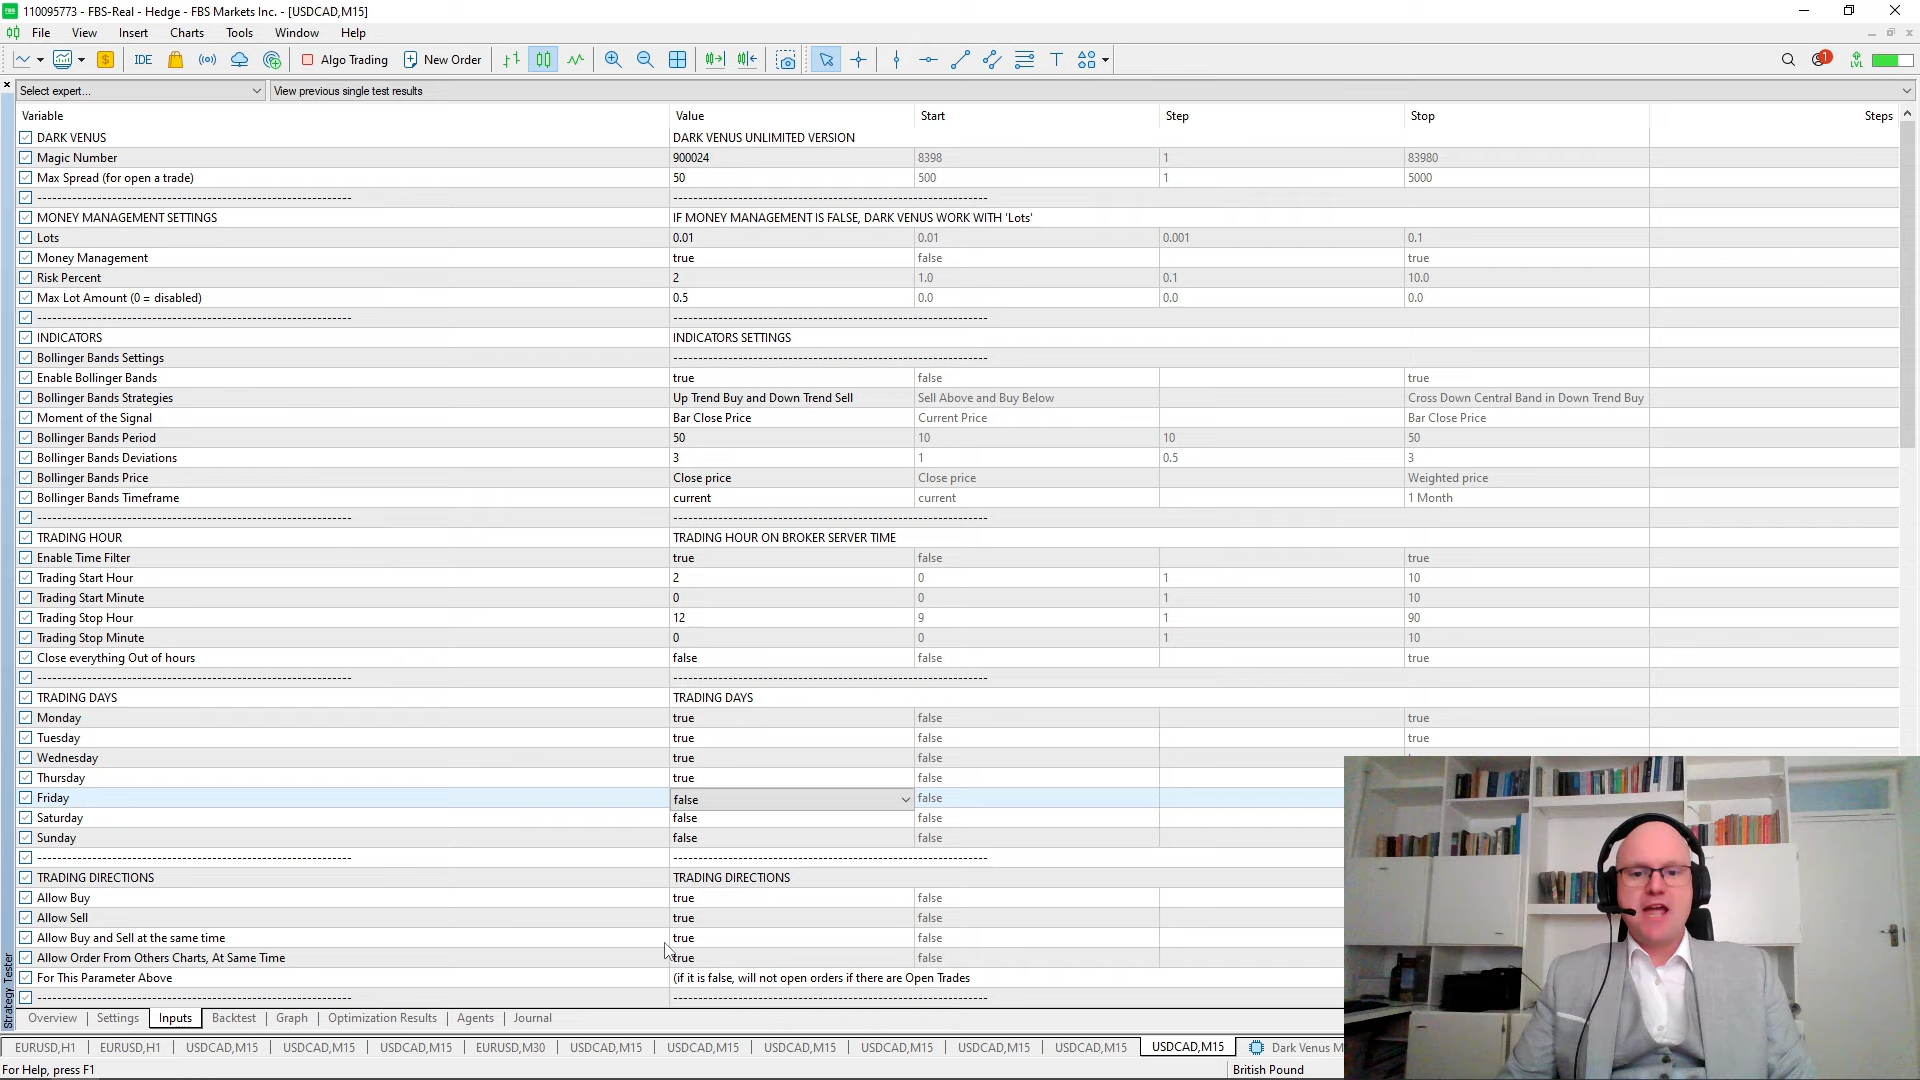 110095773 - FBS-Real - Hedge - FBS Markets Inc. - [USDCAD,M15]
File View Insert Charts Tools Window Help
IDE Algo Trading New Order 1 LVL
Select expert... View previous single test results
Variable Value Start Step Stop Steps
DARK VENUS DARK VENUS UNLIMITED VERSION
Magic Number 900024 8398 1 83980
Max Spread (for open a trade) 50 500 1 5000
--------------------------------------------------------------- ---------------------------------------------------------------
MONEY MANAGEMENT SETTINGS IF MONEY MANAGEMENT IS FALSE, DARK VENUS WORK WITH 'Lots'
Lots 0.01 0.01 0.001 0.1
Money Management true false true
Risk Percent 2 1.0 0.1 10.0
Max Lot Amount (0 = disabled) 0.5 0.0 0.0 0.0
--------------------------------------------------------------- ---------------------------------------------------------------
INDICATORS INDICATORS SETTINGS
Bollinger Bands Settings ---------------------------------------------------------------
Enable Bollinger Bands true false true
Bollinger Bands Strategies Up Trend Buy and Down Trend Sell Sell Above and Buy Below Cross Down Central Band in Down Trend Buy
Moment of the Signal Bar Close Price Current Price Bar Close Price
Bollinger Bands Period 50 10 10 50
Bollinger Bands Deviations 3 1 0.5 3
Bollinger Bands Price Close price Close price Weighted price
Bollinger Bands Timeframe current current 1 Month
--------------------------------------------------------------- ---------------------------------------------------------------
TRADING HOUR TRADING HOUR ON BROKER SERVER TIME
Enable Time Filter true false true
Trading Start Hour 2 0 1 10
Trading Start Minute 0 0 1 10
Trading Stop Hour 12 9 1 90
Trading Stop Minute 0 0 1 10
Close everything Out of hours false false true
--------------------------------------------------------------- ---------------------------------------------------------------
TRADING DAYS TRADING DAYS
Monday true false true
Tuesday true false true
Wednesday true false
Thursday true false
Friday false false
Saturday false false
Sunday false false
--------------------------------------------------------------- ---------------------------------------------------------------
TRADING DIRECTIONS TRADING DIRECTIONS
Allow Buy true false
Allow Sell true false
Allow Buy and Sell at the same time true false
Allow Order From Others Charts, At Same Time true false
For This Parameter Above (if it is false, will not open orders if there are Open Trades
--------------------------------------------------------------- ---------------------------------------------------------------
Strategy Tester
Overview Settings Inputs Backtest Graph Optimization Results Agents Journal
EURUSD,H1 EURUSD,H1 USDCAD,M15 USDCAD,M15 USDCAD,M15 EURUSD,M30 USDCAD,M15 USDCAD,M15 USDCAD,M15 USDCAD,M15 USDCAD,M15 USDCAD,M15 USDCAD,M15 Dark Venus M
For Help, press F1 British Pound